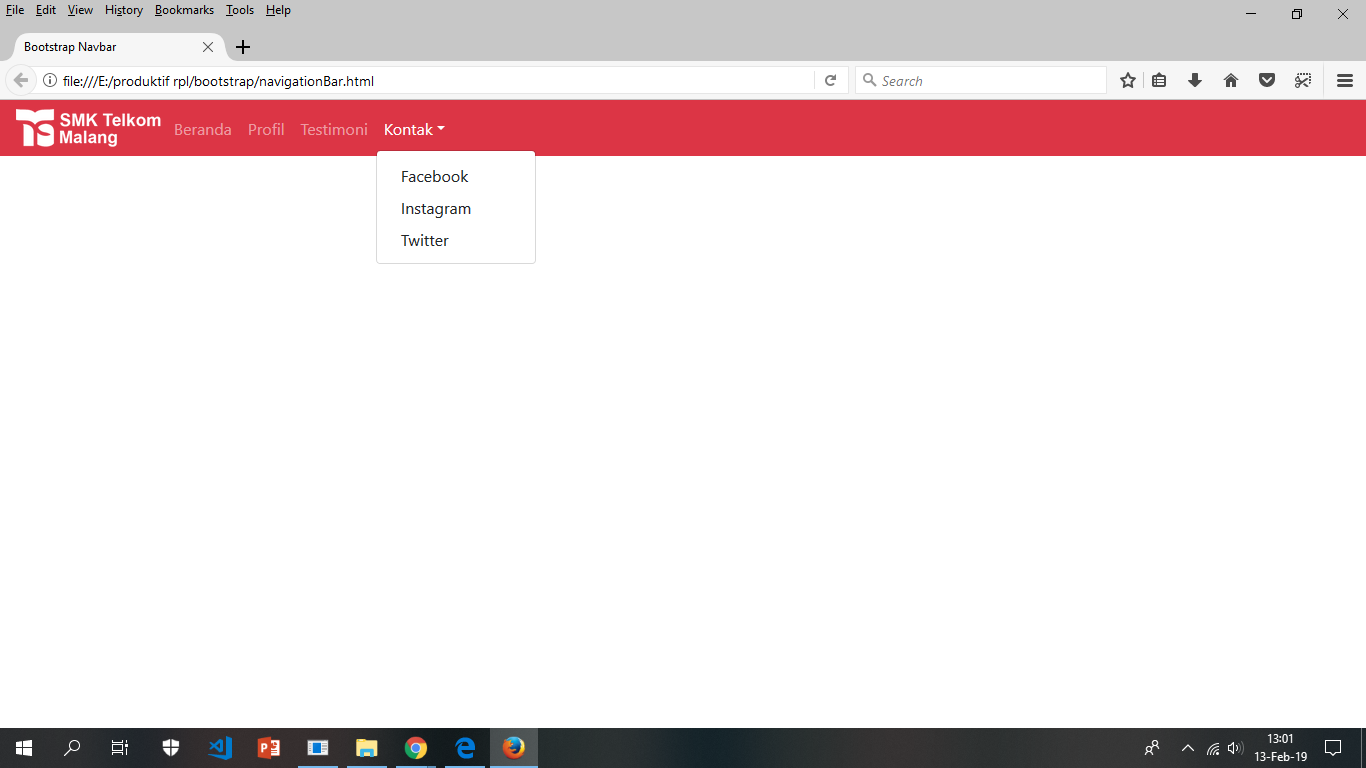 File Edit View History Bookmarks Tools Help
Bootstrap Navbar
file:///E:/produktif rpl/bootstrap/navigationBar.html
Search
SMK Telkom
Malang
Beranda Profil Testimoni Kontak
Facebook
Instagram
Twitter
13:01
13-Feb-19